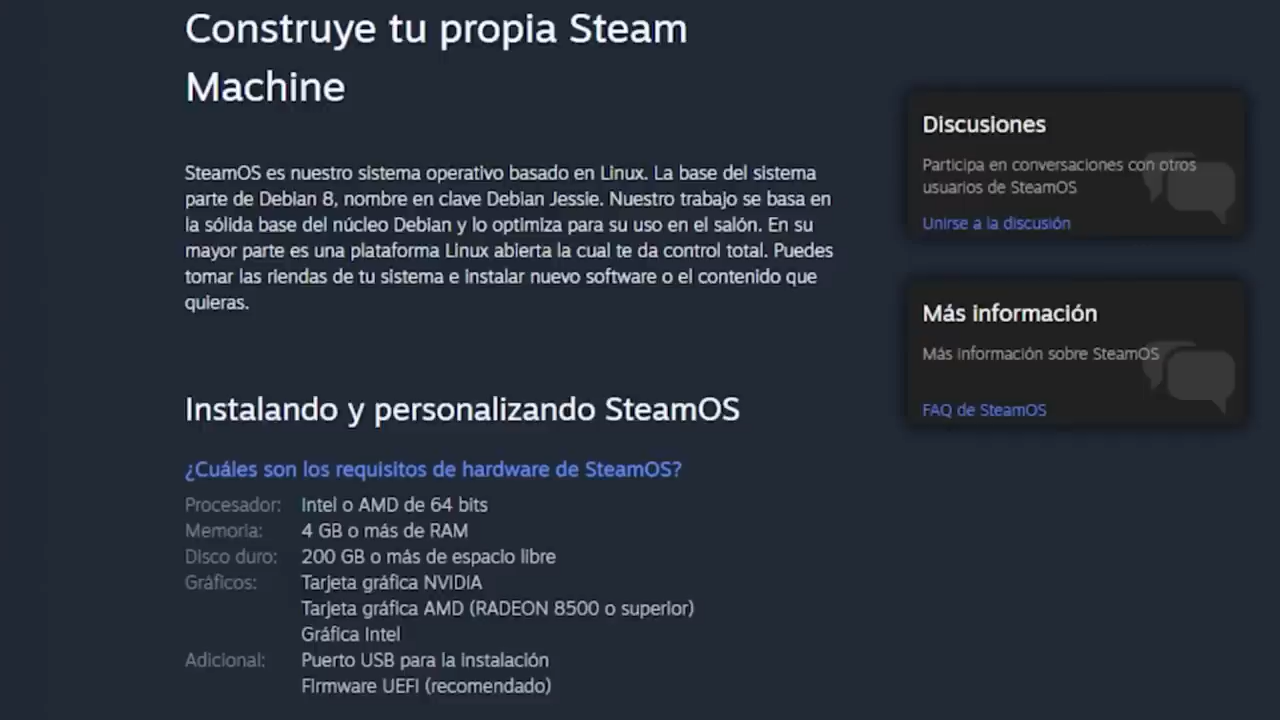 Construye tu propia Steam
Machine
SteamOS es nuestro sistema operativo basado en Linux. La base del sistema
parte de Debian 8, nombre en clave Debian Jessie. Nuestro trabajo se basa en
la sólida base del núcleo Debian y lo optimiza para su uso en el salón. En su
mayor parte es una plataforma Linux abierta la cual te da control total. Puedes
tomar las riendas de tu sistema e instalar nuevo software o el contenido que
quieras.
Instalando y personalizando SteamOS
¿Cuáles son los requisitos de hardware de SteamOS?
Procesador: Intel o AMD de 64 bits
Memoria: 4 GB o más de RAM
Disco duro: 200 GB o más de espacio libre
Gráficos: Tarjeta gráfica NVIDIA
Tarjeta gráfica AMD (RADEON 8500 o superior)
Gráfica Intel
Adicional: Puerto USB para la instalación
Firmware UEFI (recomendado)
Discusiones
Participa en conversaciones con otros
usuarios de SteamOS
Unirse a la discusión
Más información
Más información sobre SteamOS
FAQ de SteamOS